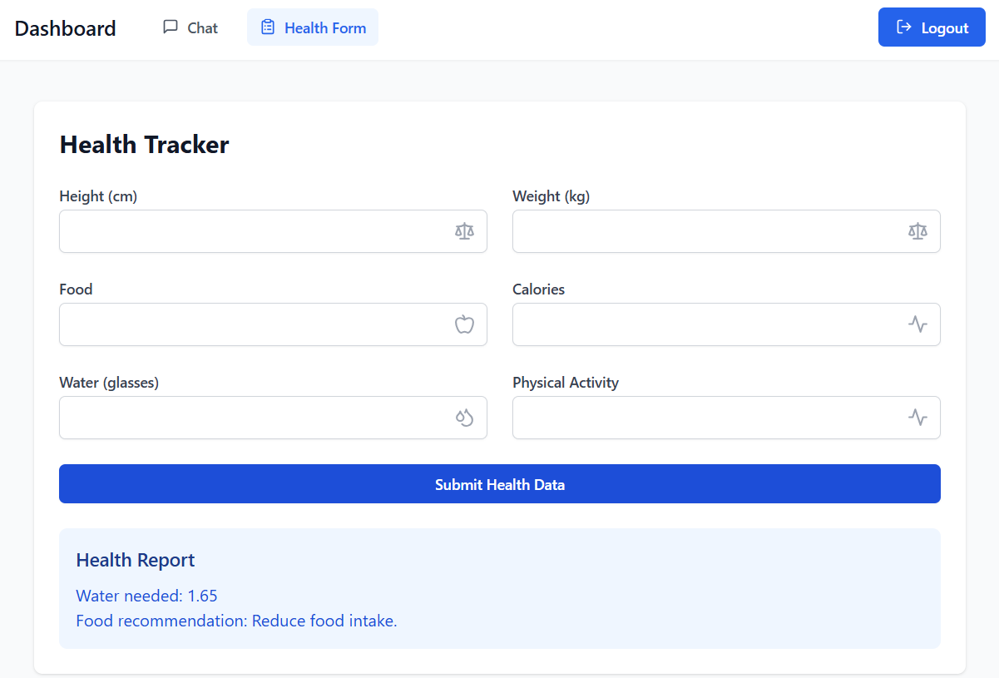 Dashboard Chat Health Form Logout
Health Tracker
Height (cm) Weight (kg)
Food Calories
Water (glasses) Physical Activity
Submit Health Data
Health Report
Water needed: 1.65
Food recommendation: Reduce food intake.